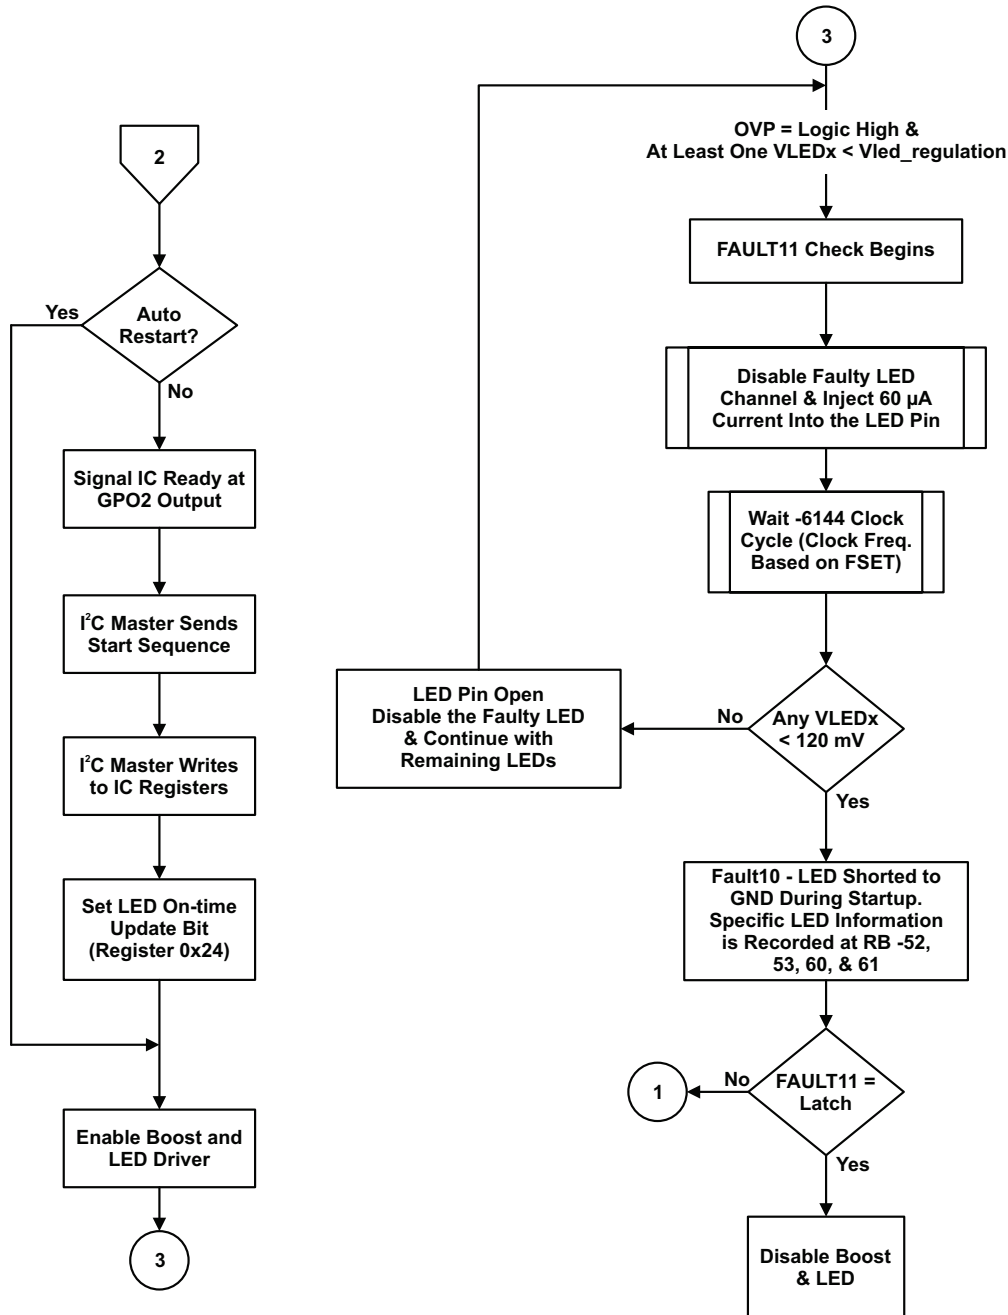 2
Yes
Auto
Restart?
No
Signal IC Ready at
GPO2 Output
I²C Master Sends
Start Sequence
I²C Master Writes
to IC Registers
Set LED On-time
Update Bit
(Register 0x24)
Enable Boost and
LED Driver
3
3
OVP = Logic High &
At Least One VLEDx < Vled_regulation
FAULT11 Check Begins
Disable Faulty LED
Channel & Inject 60 µA
Current Into the LED Pin
Wait -6144 Clock
Cycle (Clock Freq.
Based on FSET)
Any VLEDx
< 120 mV
No
LED Pin Open
Disable the Faulty LED
& Continue with
Remaining LEDs
Yes
Fault10 - LED Shorted to
GND During Startup.
Specific LED Information
is Recorded at RB -52,
53, 60, & 61
FAULT11 =
Latch
No
1
Yes
Disable Boost
& LED